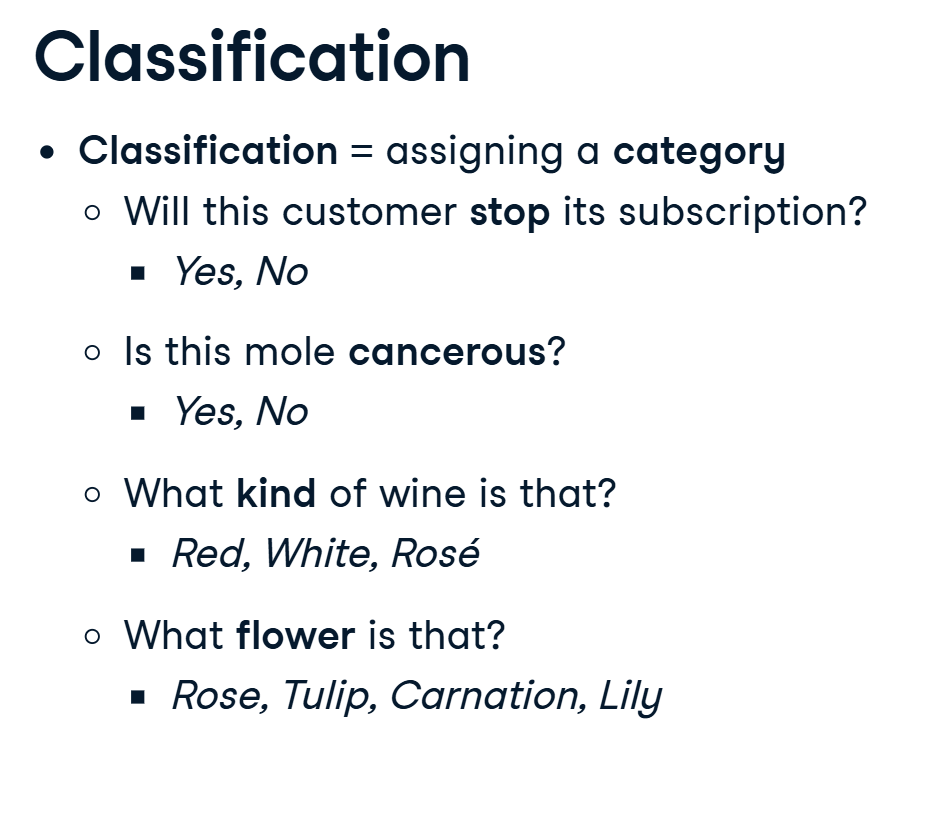 Classification
• Classification = assigning a category
○ Will this customer stop its subscription?
■ Yes, No
○ Is this mole cancerous?
■ Yes, No
○ What kind of wine is that?
■ Red, White, Rosé
○ What flower is that?
■ Rose, Tulip, Carnation, Lily